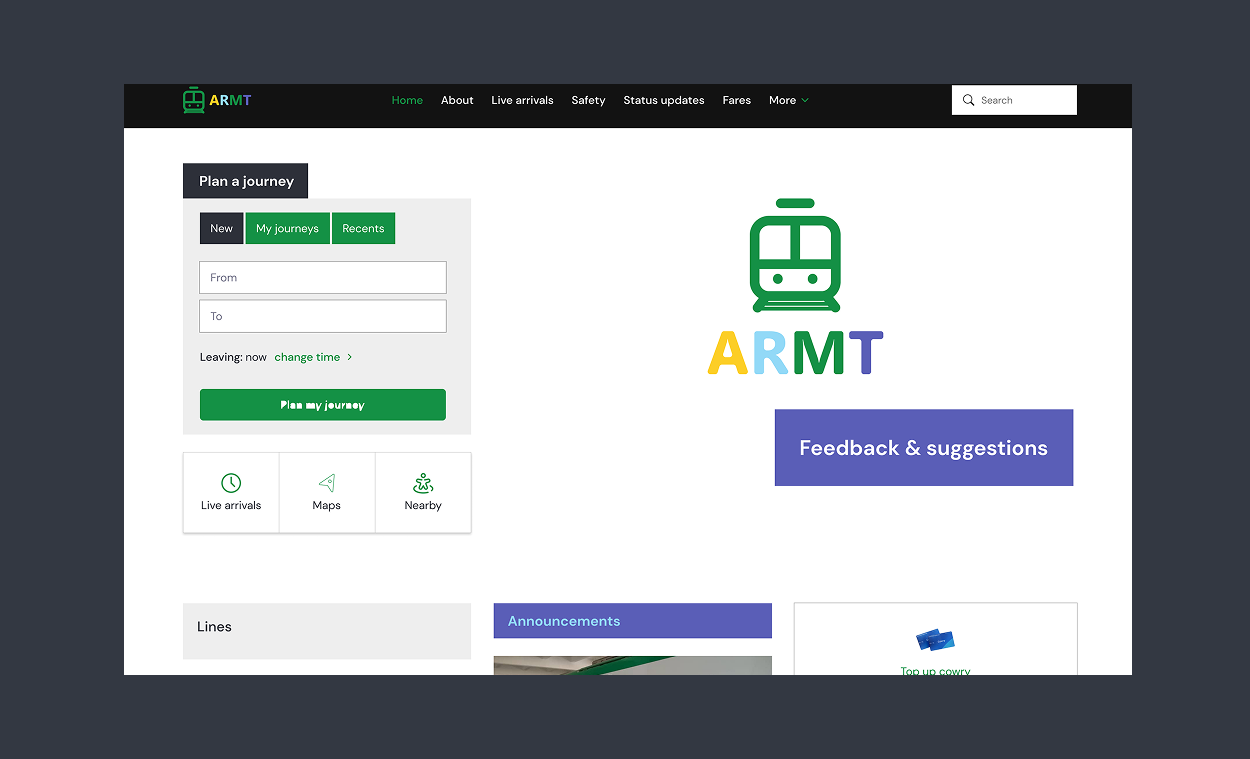 ARMT
Home About Live arrivals Safety Status updates Fares More
Search
Plan a journey
New My journeys Recents
From
To
Leaving: now change time
Plan my journey
Live arrivals Maps Nearby
ARMT
Feedback & suggestions
Lines
Announcements
Top up cowry